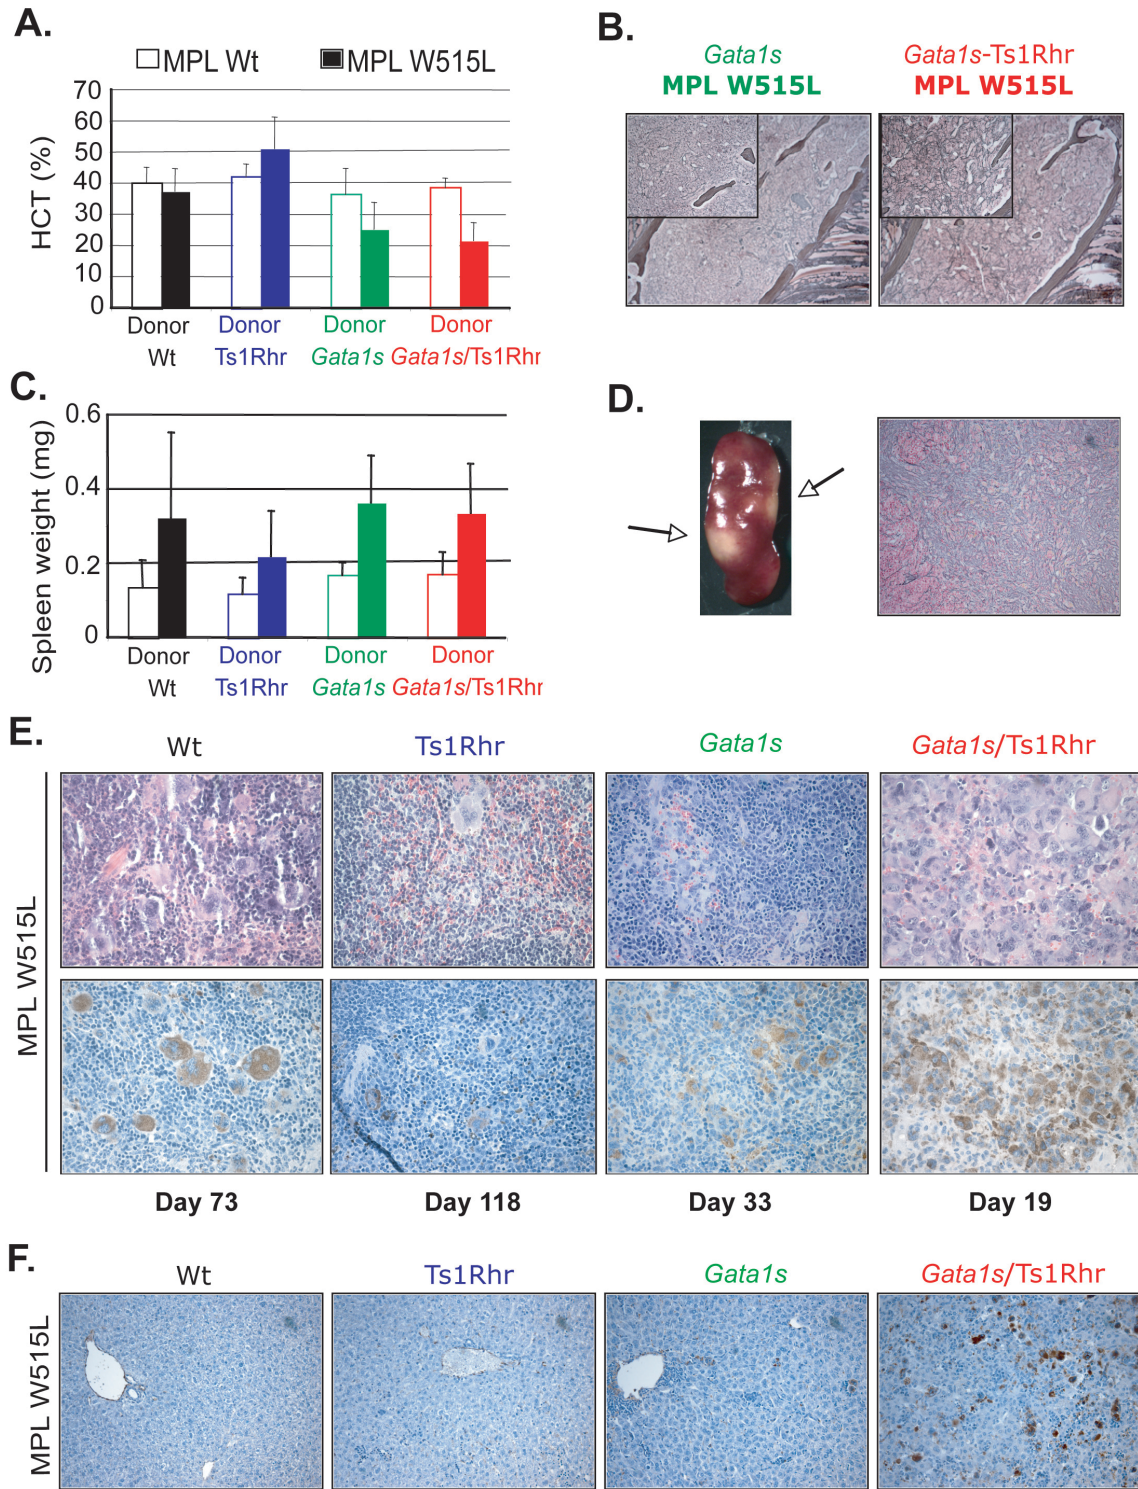 A.
MPL Wt MPL W515L
HCT (%)
70
60
50
40
30
20
10
0
Donor Donor Donor Donor
Wt Ts1Rhr Gata1s Gata1s/Ts1Rhr
B.
Gata1s Gata1s-Ts1Rhr
MPL W515L MPL W515L
C.
Spleen weight (mg)
0.6
0.4
0.2
0
Donor Donor Donor Donor
Wt Ts1Rhr Gata1s Gata1s/Ts1Rhr
D.
E.
Wt Ts1Rhr Gata1s Gata1s/Ts1Rhr
MPL W515L
Day 73 Day 118 Day 33 Day 19
F.
Wt Ts1Rhr Gata1s Gata1s/Ts1Rhr
MPL W515L